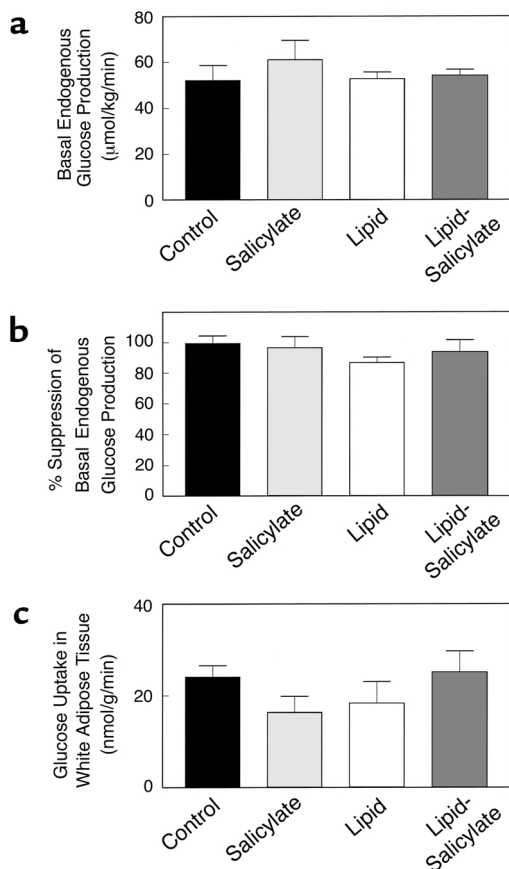 a
Basal Endogenous
Glucose Production
(μmol/kg/min)
80
60
40
20
0
Control
Salicylate
Lipid
Lipid-
Salicylate
b
% Suppression of
Basal Endogenous
Glucose Production
100
80
60
40
20
0
Control
Salicylate
Lipid
Lipid-
Salicylate
c
Glucose Uptake in
White Adipose Tissue
(nmol/g/min)
40
20
0
Control
Salicylate
Lipid
Lipid-
Salicylate